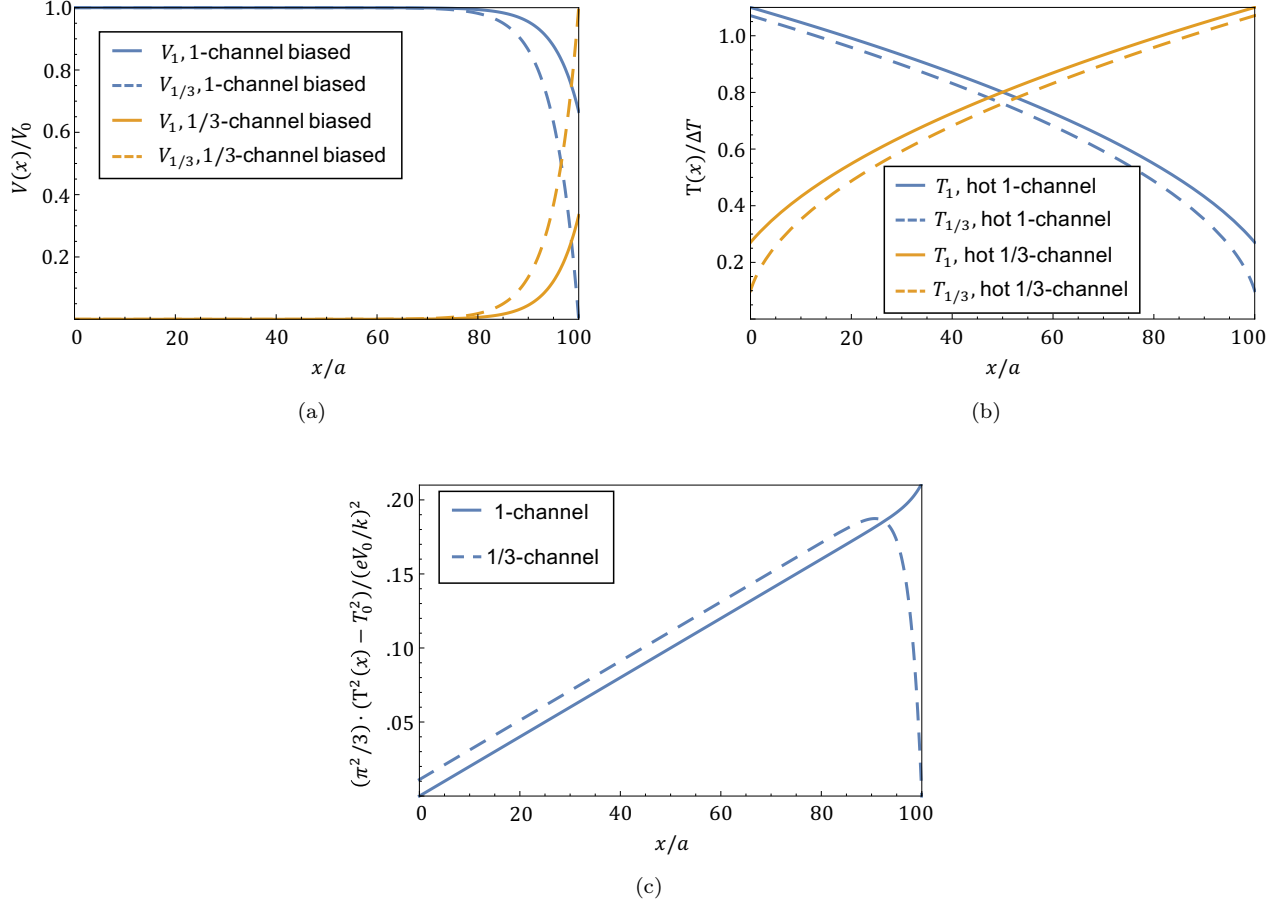 V(x)/V₀
1.0
0.8
0.6
0.4
0.2
V₁, 1-channel biased
V₁/₃, 1-channel biased
V₁, 1/3-channel biased
V₁/₃, 1/3-channel biased
0 20 40 60 80 100
x/a
(a)
T(x)/ΔT
1.0
0.8
0.6
0.4
0.2
T₁, hot 1-channel
T₁/₃, hot 1-channel
T₁, hot 1/3-channel
T₁/₃, hot 1/3-channel
0 20 40 60 80 100
x/a
(b)
(π²/3) · (T²(x) − T₀²)/(eV₀/k)²
.20
.15
.10
.05
1-channel
1/3-channel
0 20 40 60 80 100
x/a
(c)